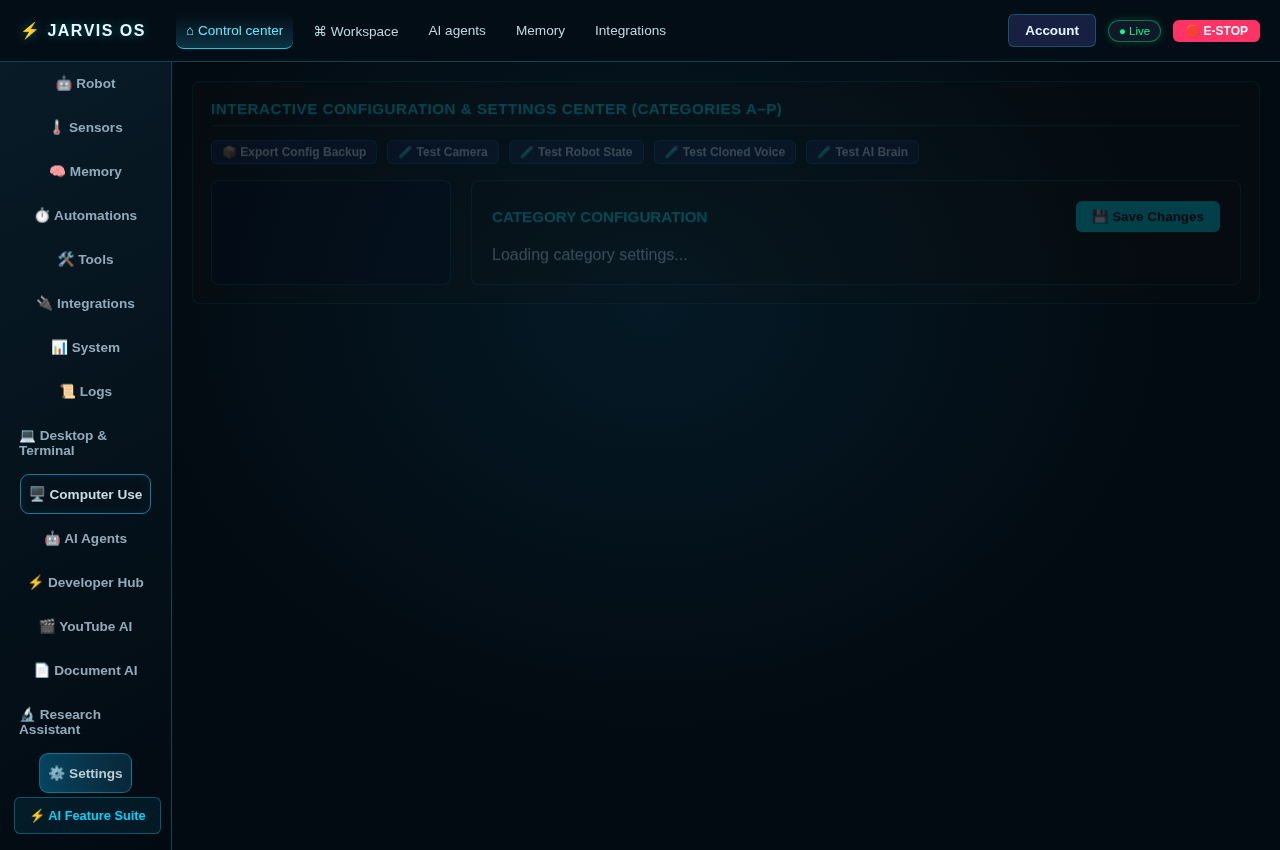 ⚡ JARVIS OS
⌂ Control center
⌘ Workspace
AI agents
Memory
Integrations
Account
● Live
🛑 E-STOP
🤖 Robot
🌡️ Sensors
🧠 Memory
⏱️ Automations
🛠️ Tools
🔌 Integrations
📊 System
📜 Logs
💻 Desktop &
Terminal
🖥️ Computer Use
🤖 AI Agents
⚡ Developer Hub
🎬 YouTube AI
📄 Document AI
🔬 Research
Assistant
⚙️ Settings
⚡ AI Feature Suite
INTERACTIVE CONFIGURATION & SETTINGS CENTER (CATEGORIES A–P)
📦 Export Config Backup
🧪 Test Camera
🧪 Test Robot State
🧪 Test Cloned Voice
🧪 Test AI Brain
CATEGORY CONFIGURATION
💾 Save Changes
Loading category settings...